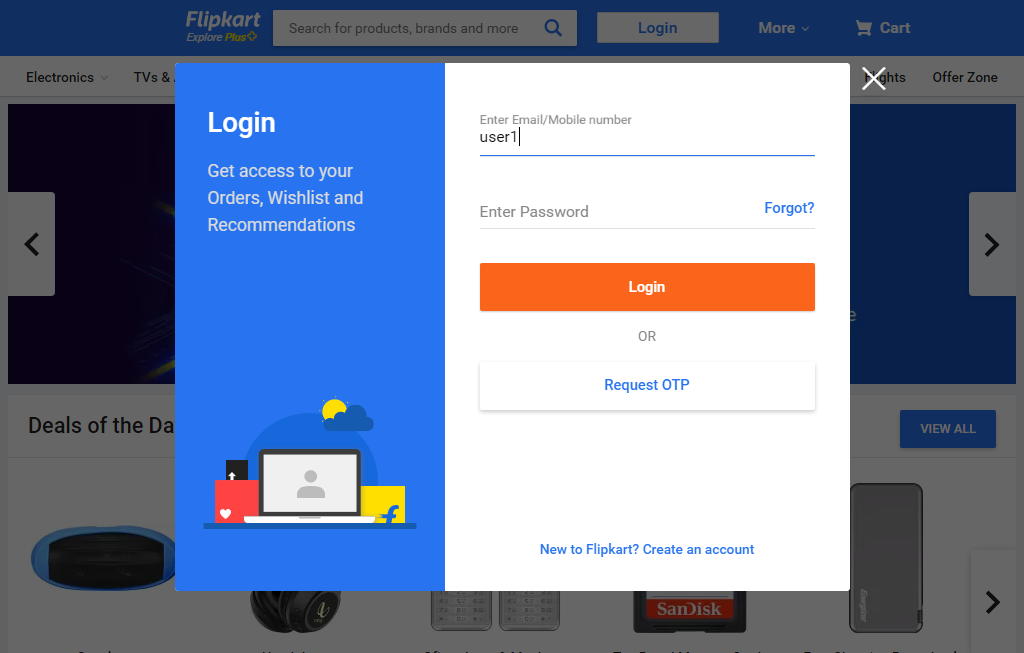 Flipkart
Explore Plus
Search for products, brands and more
Login
More
Cart
Electronics
TVs &
Flights
Offer Zone
Login
Get access to your
Orders, Wishlist and
Recommendations
Enter Email/Mobile number
user1
Enter Password
Forgot?
Login
OR
Request OTP
New to Flipkart? Create an account
Deals of the Da
VIEW ALL
SanDisk
Energizer